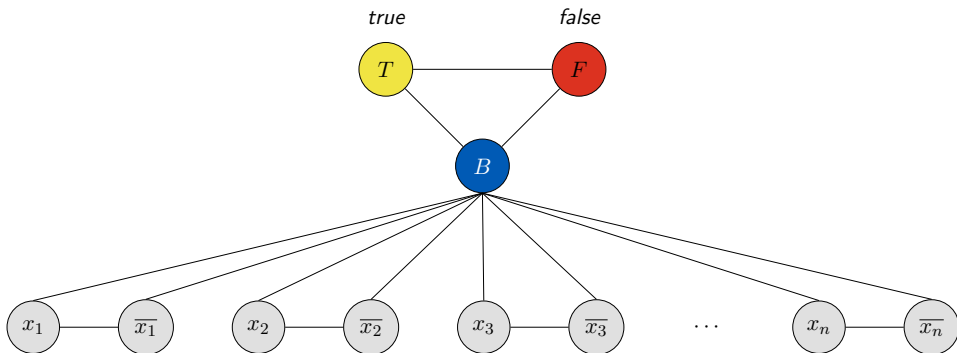 true false
T F
B
x₁ x̅₁ x₂ x̅₂ x₃ x̅₃ … xₙ x̅ₙ